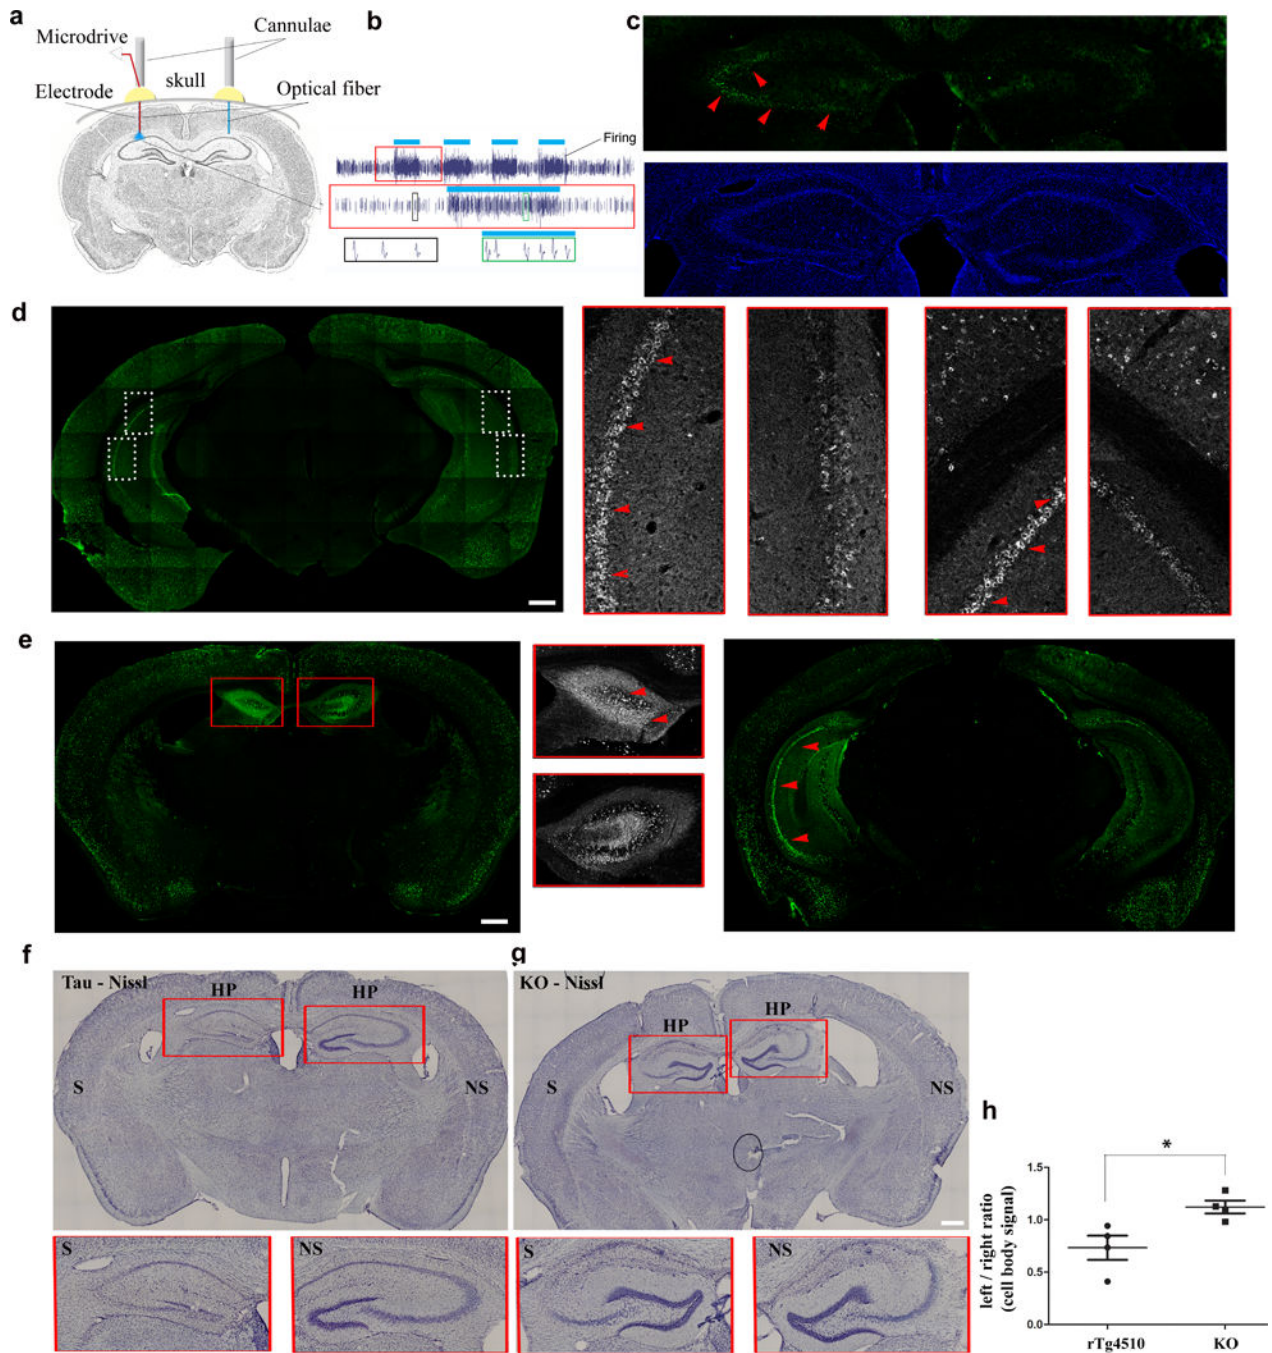 a
Microdrive
Cannulae
skull
Electrode
Optical fiber
b
Firing
c
d
e
f
Tau - Nissl
HP
HP
S
NS
S
NS
g
KO - Nissl
HP
HP
S
NS
S
NS
h
*
left / right ratio
(cell body signal)
1.5
1.0
0.5
0.0
rTg4510
KO